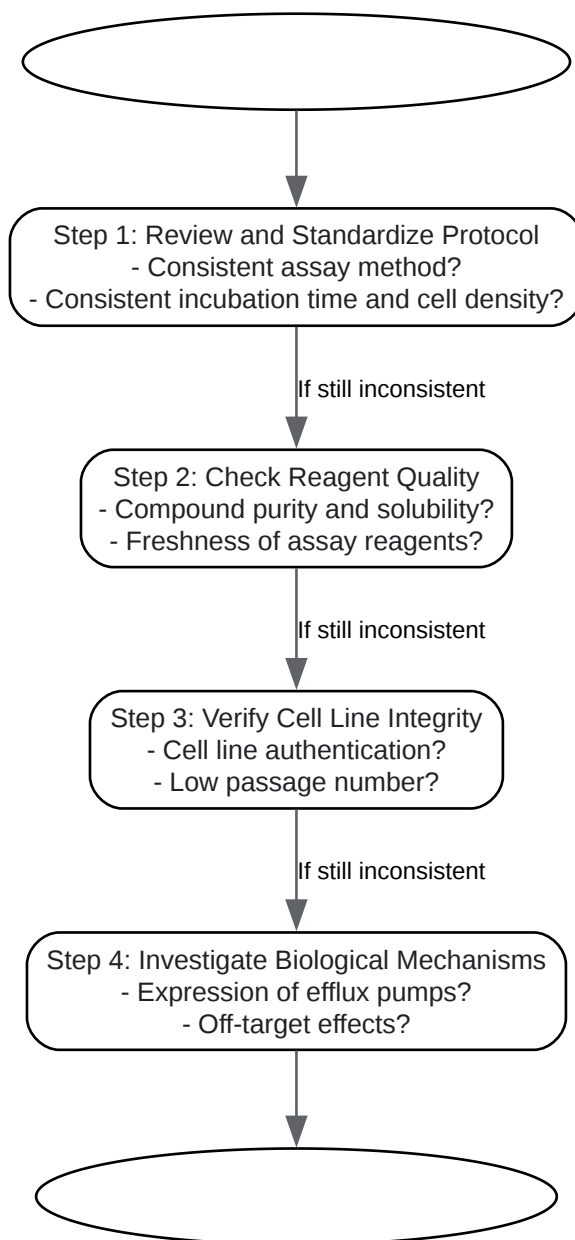 Step 1: Review and Standardize Protocol
- Consistent assay method?
- Consistent incubation time and cell density?
If still inconsistent
Step 2: Check Reagent Quality
- Compound purity and solubility?
- Freshness of assay reagents?
If still inconsistent
Step 3: Verify Cell Line Integrity
- Cell line authentication?
- Low passage number?
If still inconsistent
Step 4: Investigate Biological Mechanisms
- Expression of efflux pumps?
- Off-target effects?